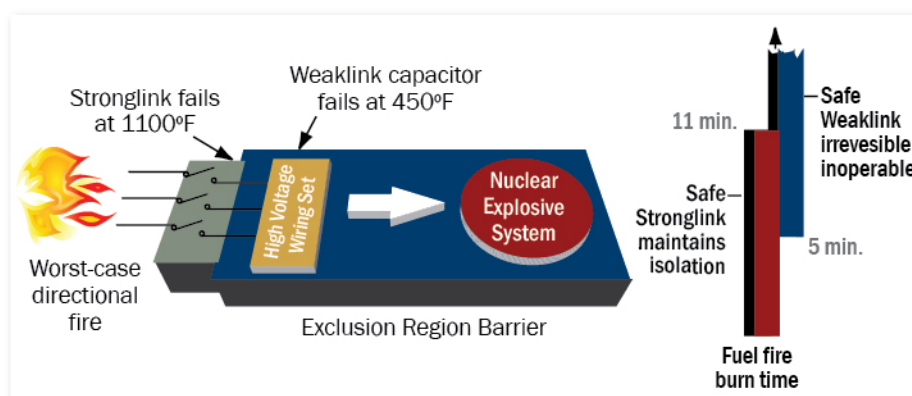 Weaklink capacitor
fails at 450ºF
Stronglink fails
at 1100ºF
High Voltage
Wiring Set
Nuclear
Explosive
System
Worst-case
directional
fire
Exclusion Region Barrier
11 min.
Safe
Weaklink
irrevesible
inoperable
Safe
Stronglink
maintains
isolation
5 min.
Fuel fire
burn time